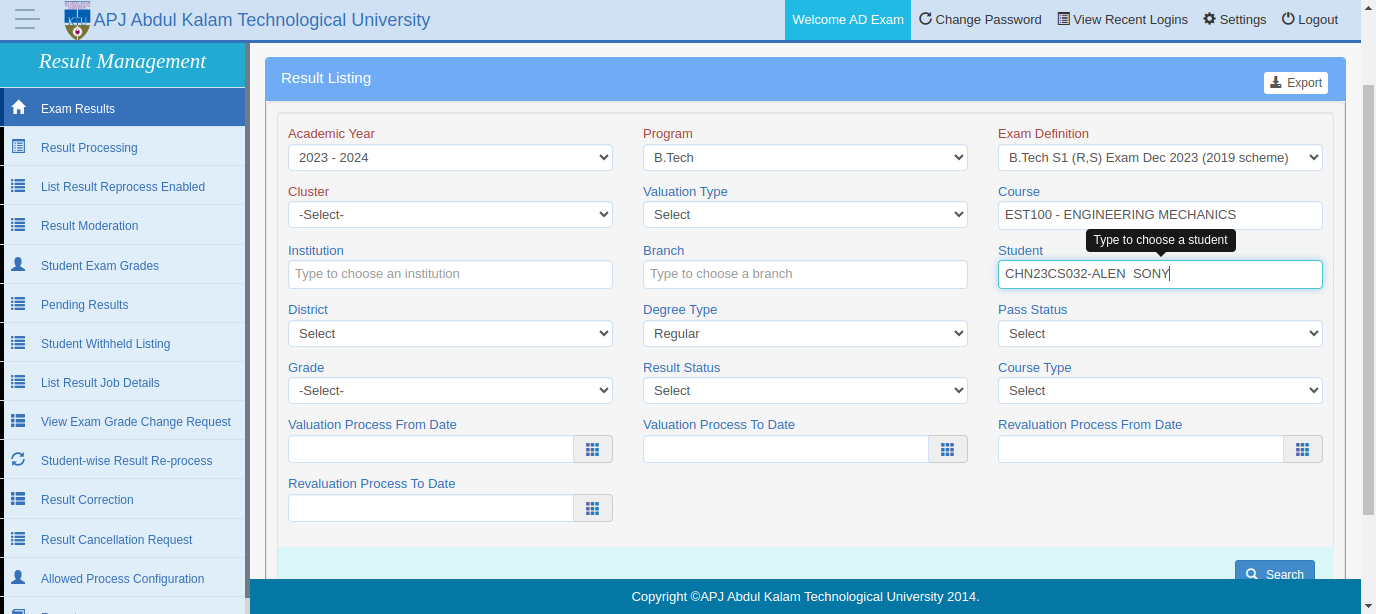 APJ Abdul Kalam Technological University
Welcome AD Exam Change Password View Recent Logins Settings Logout
Result Management
Exam Results
Result Processing
List Result Reprocess Enabled
Result Moderation
Student Exam Grades
Pending Results
Student Withheld Listing
List Result Job Details
View Exam Grade Change Request
Student-wise Result Re-process
Result Correction
Result Cancellation Request
Allowed Process Configuration
Result Listing
Export
Academic Year Program Exam Definition
2023 - 2024 B.Tech B.Tech S1 (R,S) Exam Dec 2023 (2019 scheme)
Cluster Valuation Type Course
-Select- Select EST100 - ENGINEERING MECHANICS
Type to choose a student
Institution Branch Student
Type to choose an institution Type to choose a branch CHN23CS032-ALEN  SONY
District Degree Type Pass Status
Select Regular Select
Grade Result Status Course Type
-Select- Select Select
Valuation Process From Date Valuation Process To Date Revaluation Process From Date
Revaluation Process To Date
Search
Copyright ©APJ Abdul Kalam Technological University 2014.